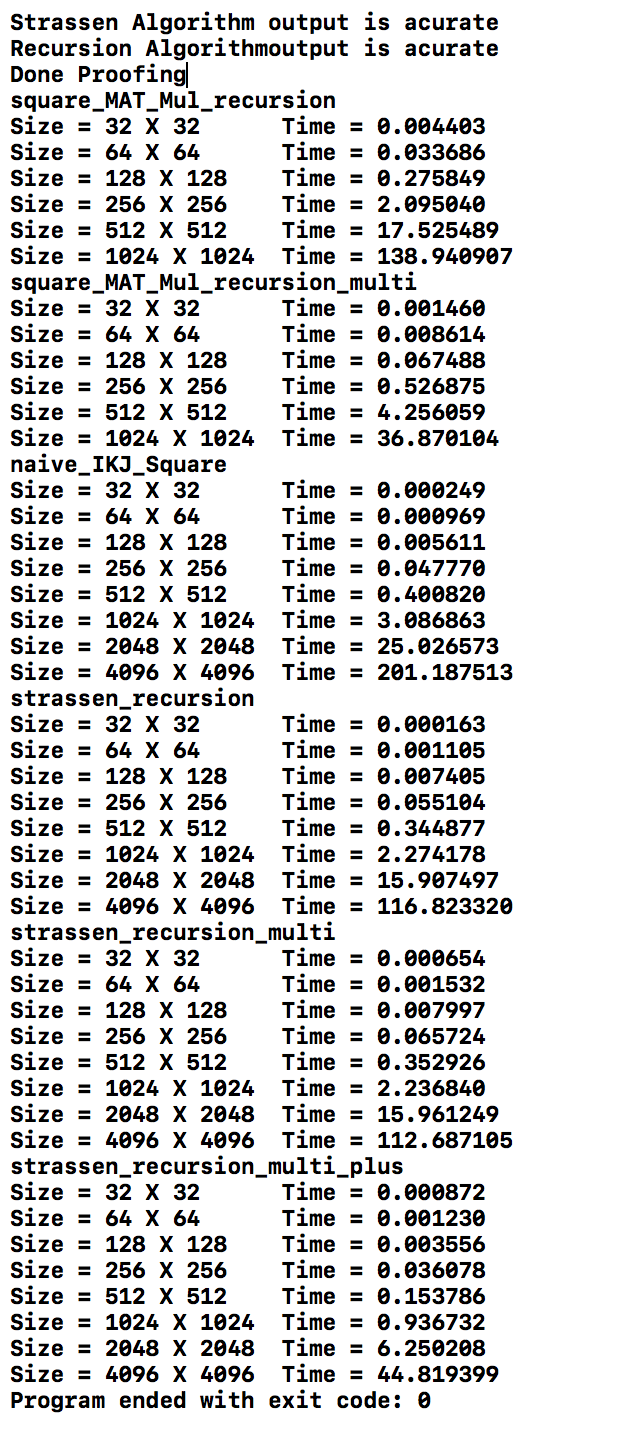 Strassen Algorithm output is acurate
Recursion Algorithmoutput is acurate
Done Proofing
square_MAT_Mul_recursion
Size = 32 X 32      Time = 0.004403
Size = 64 X 64      Time = 0.033686
Size = 128 X 128    Time = 0.275849
Size = 256 X 256    Time = 2.095040
Size = 512 X 512    Time = 17.525489
Size = 1024 X 1024  Time = 138.940907
square_MAT_Mul_recursion_multi
Size = 32 X 32      Time = 0.001460
Size = 64 X 64      Time = 0.008614
Size = 128 X 128    Time = 0.067488
Size = 256 X 256    Time = 0.526875
Size = 512 X 512    Time = 4.256059
Size = 1024 X 1024  Time = 36.870104
naive_IKJ_Square
Size = 32 X 32      Time = 0.000249
Size = 64 X 64      Time = 0.000969
Size = 128 X 128    Time = 0.005611
Size = 256 X 256    Time = 0.047770
Size = 512 X 512    Time = 0.400820
Size = 1024 X 1024  Time = 3.086863
Size = 2048 X 2048  Time = 25.026573
Size = 4096 X 4096  Time = 201.187513
strassen_recursion
Size = 32 X 32      Time = 0.000163
Size = 64 X 64      Time = 0.001105
Size = 128 X 128    Time = 0.007405
Size = 256 X 256    Time = 0.055104
Size = 512 X 512    Time = 0.344877
Size = 1024 X 1024  Time = 2.274178
Size = 2048 X 2048  Time = 15.907497
Size = 4096 X 4096  Time = 116.823320
strassen_recursion_multi
Size = 32 X 32      Time = 0.000654
Size = 64 X 64      Time = 0.001532
Size = 128 X 128    Time = 0.007997
Size = 256 X 256    Time = 0.065724
Size = 512 X 512    Time = 0.352926
Size = 1024 X 1024  Time = 2.236840
Size = 2048 X 2048  Time = 15.961249
Size = 4096 X 4096  Time = 112.687105
strassen_recursion_multi_plus
Size = 32 X 32      Time = 0.000872
Size = 64 X 64      Time = 0.001230
Size = 128 X 128    Time = 0.003556
Size = 256 X 256    Time = 0.036078
Size = 512 X 512    Time = 0.153786
Size = 1024 X 1024  Time = 0.936732
Size = 2048 X 2048  Time = 6.250208
Size = 4096 X 4096  Time = 44.819399
Program ended with exit code: 0